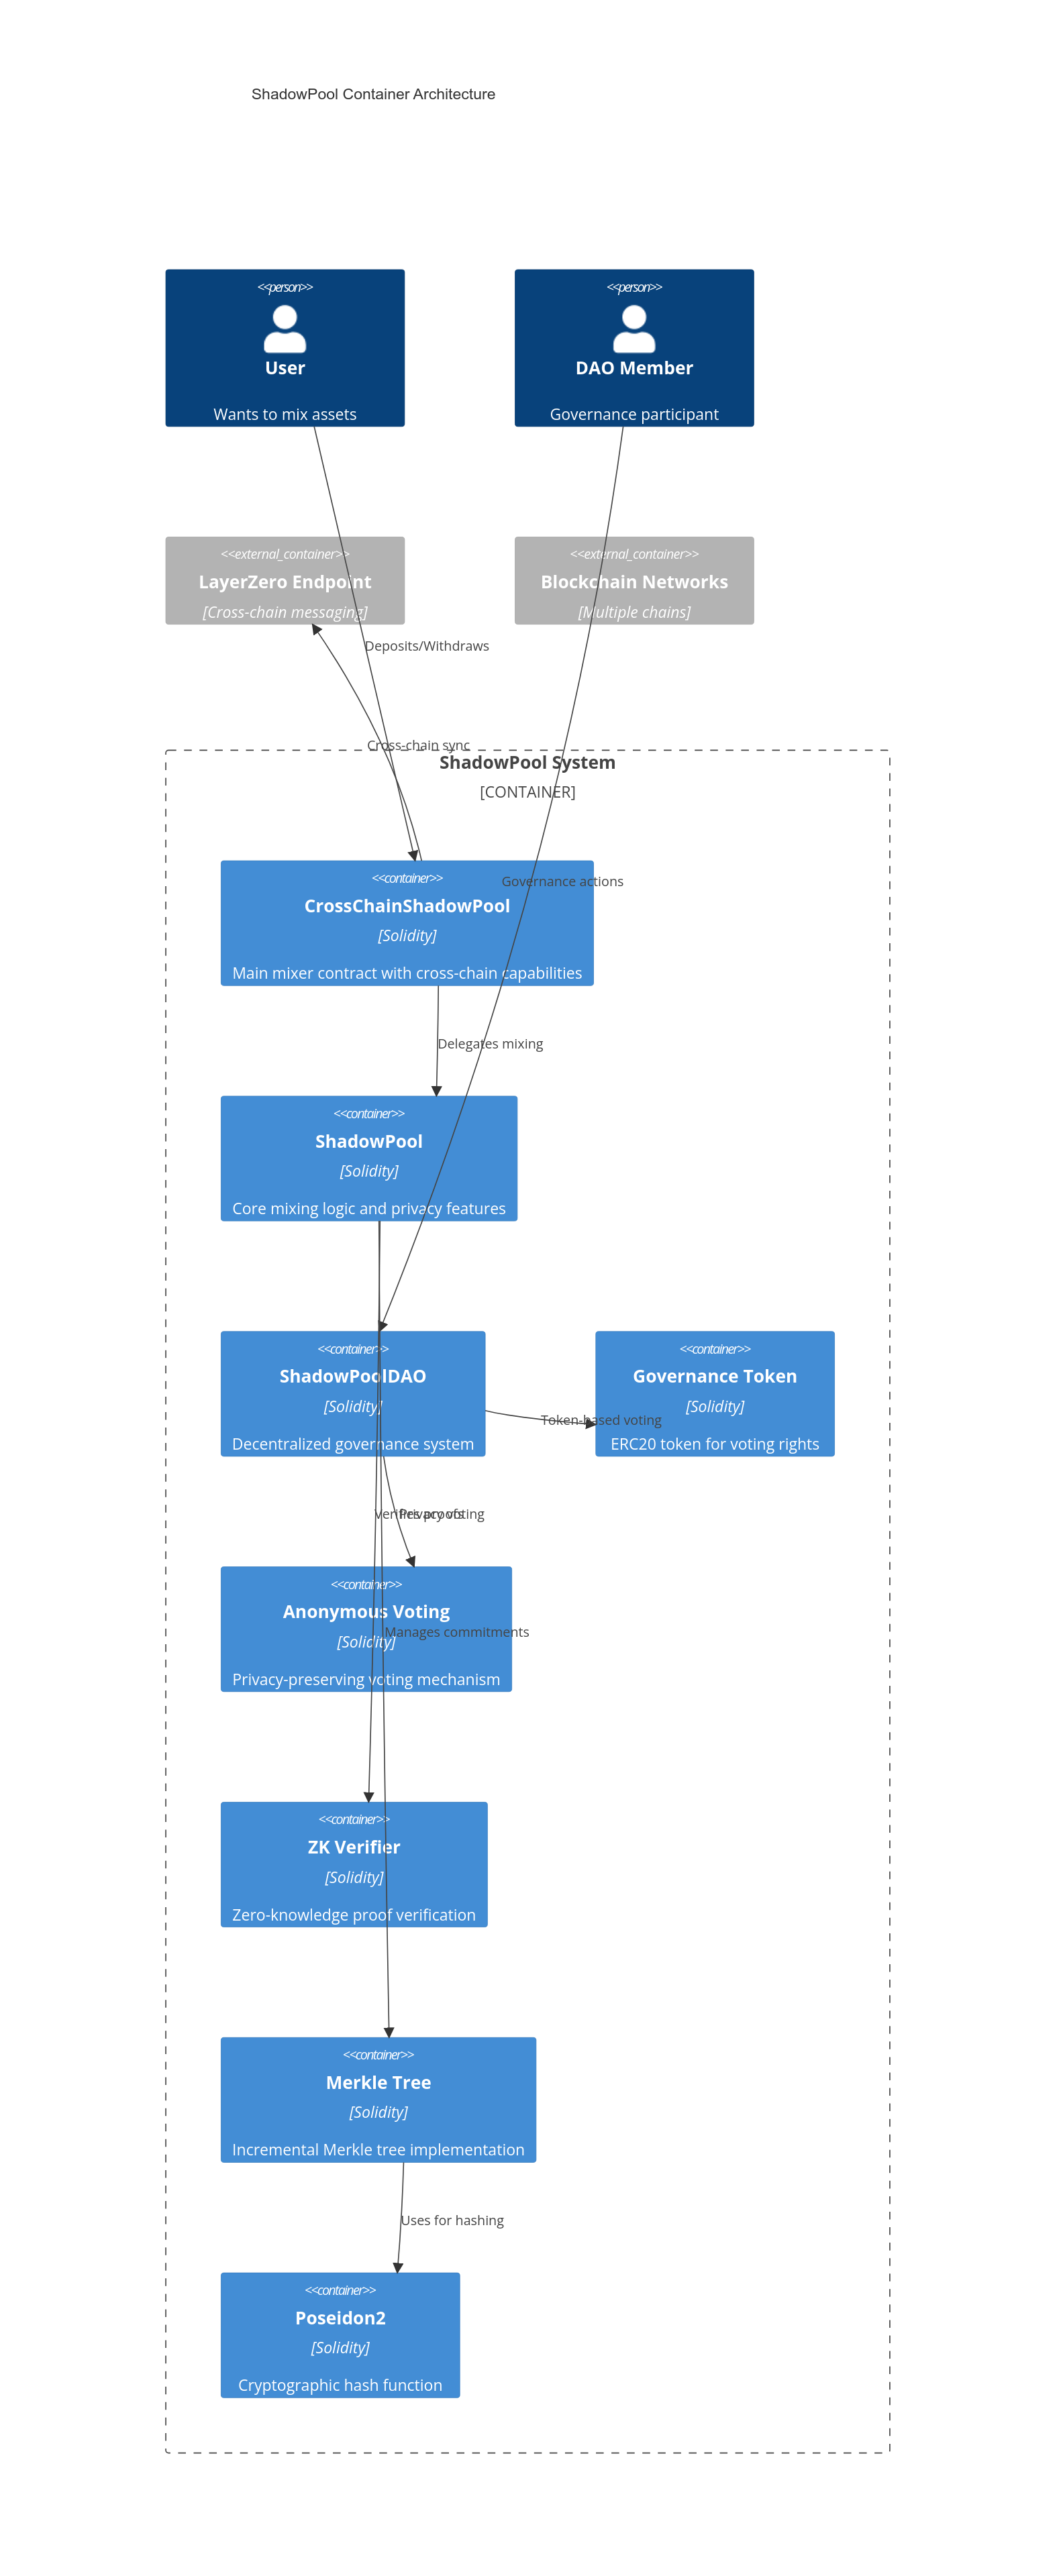 ShadowPool Container Architecture
<<person>>
User
Wants to mix assets
<<person>>
DAO Member
Governance participant
<<external_container>>
LayerZero Endpoint
[Cross-chain messaging]
<<external_container>>
Blockchain Networks
[Multiple chains]
Deposits/Withdraws
Cross-chain sync
ShadowPool System
[CONTAINER]
<<container>>
CrossChainShadowPool
[Solidity]
Main mixer contract with cross-chain capabilities
Governance actions
Delegates mixing
<<container>>
ShadowPool
[Solidity]
Core mixing logic and privacy features
<<container>>
ShadowPoolDAO
[Solidity]
Decentralized governance system
Token-based voting
<<container>>
Governance Token
[Solidity]
ERC20 token for voting rights
Verifies proofs
Privacy voting
<<container>>
Anonymous Voting
[Solidity]
Privacy-preserving voting mechanism
Manages commitments
<<container>>
ZK Verifier
[Solidity]
Zero-knowledge proof verification
<<container>>
Merkle Tree
[Solidity]
Incremental Merkle tree implementation
Uses for hashing
<<container>>
Poseidon2
[Solidity]
Cryptographic hash function